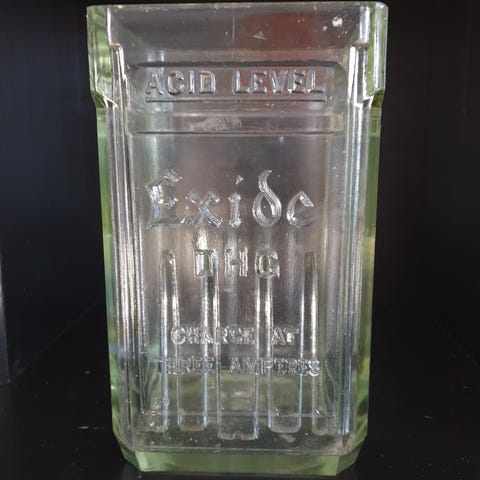 ACID LEVEL
Exide
DHG
CHARGE AT
THREE AMPERES